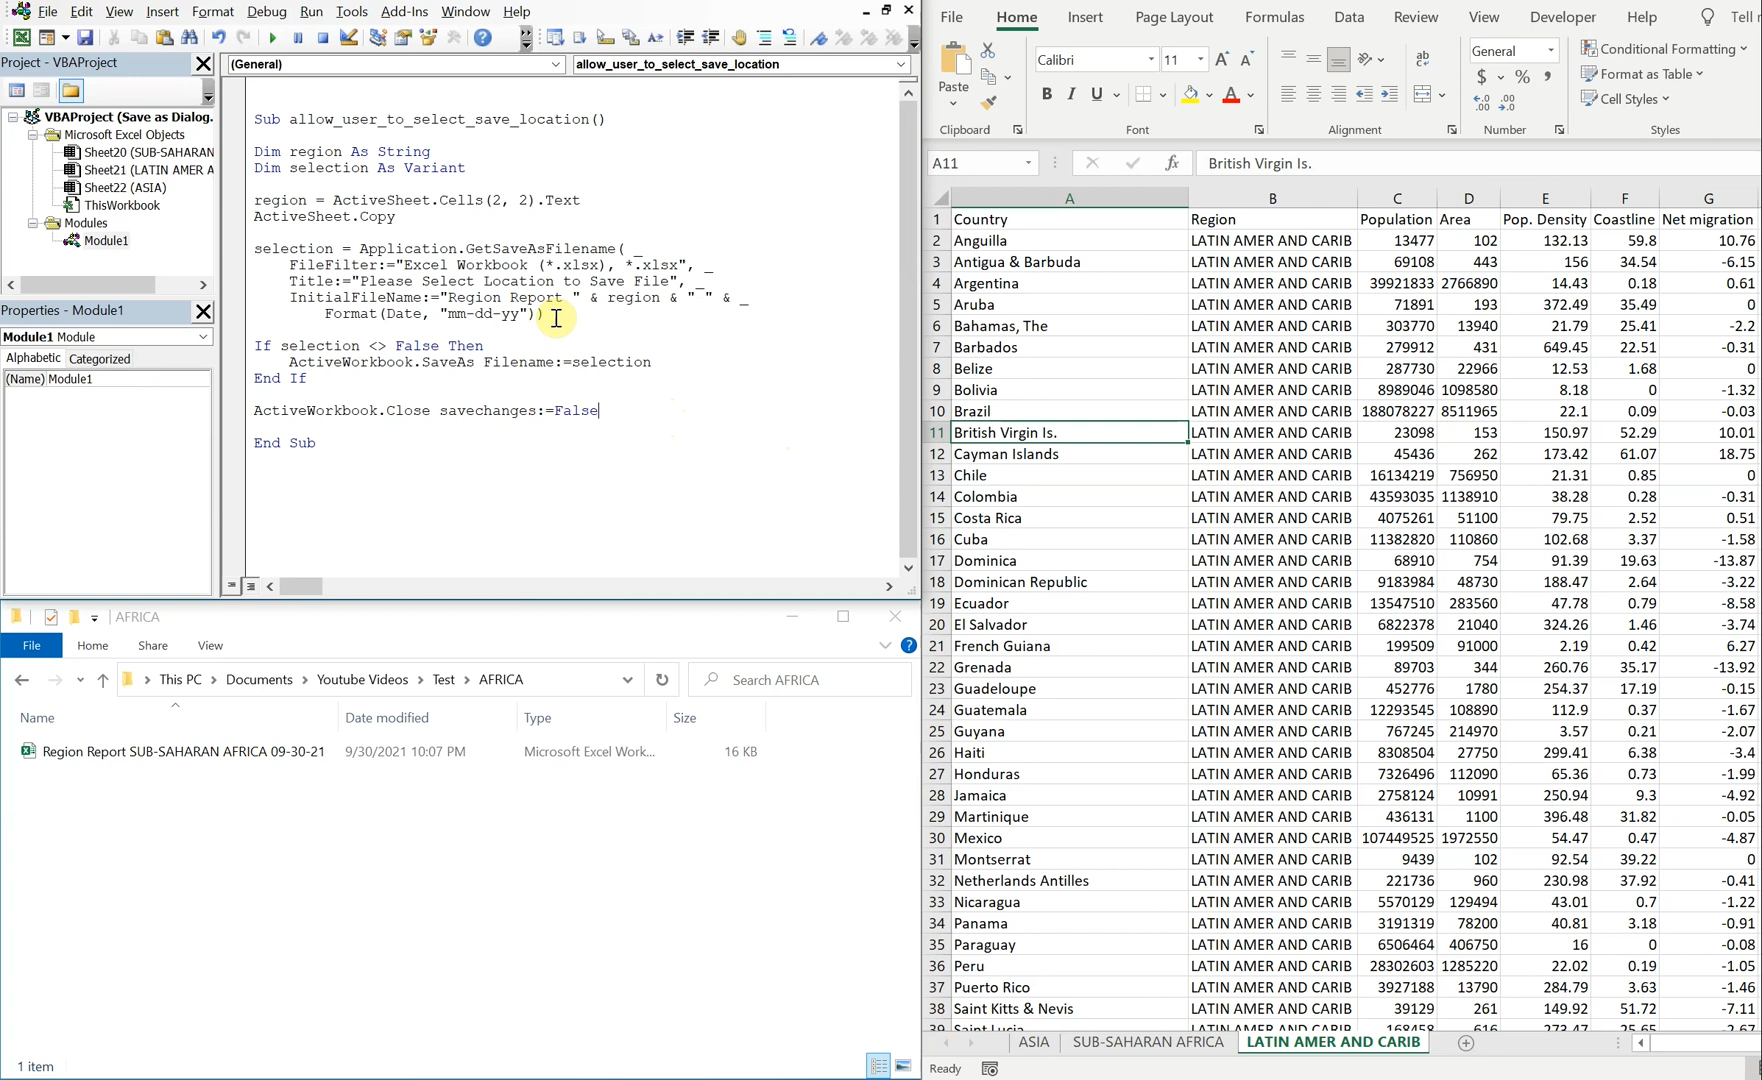 File Edit View Insert Format Debug Run Tools Add-Ins Window Help
Project - VBAProject
VBAProject (Save as Dialog.
Microsoft Excel Objects
Sheet20 (SUB-SAHARAN
Sheet21 (LATIN AMER A
Sheet22 (ASIA)
ThisWorkbook
Modules
Module1
Properties - Module1
Module1 Module
Alphabetic Categorized
(Name) Module1
(General) allow_user_to_select_save_location
Sub allow_user_to_select_save_location()
Dim region As String
Dim selection As Variant
region = ActiveSheet.Cells(2, 2).Text
ActiveSheet.Copy
selection = Application.GetSaveAsFilename( _
FileFilter:="Excel Workbook (*.xlsx), *.xlsx", _
Title:="Please Select Location to Save File", _
InitialFileName:="Region Report " & region & " " & _
Format(Date, "mm-dd-yy"))
If selection <> False Then
ActiveWorkbook.SaveAs Filename:=selection
End If
ActiveWorkbook.Close savechanges:=False
End Sub
AFRICA
File Home Share View
This PC > Documents > Youtube Videos > Test > AFRICA
Search AFRICA
Name Date modified Type Size
Region Report SUB-SAHARAN AFRICA 09-30-21 9/30/2021 10:07 PM Microsoft Excel Work... 16 KB
1 item
File Home Insert Page Layout Formulas Data Review View Developer Help Tell
Paste
Calibri 11
B I U
ab
General
$ % ,
Conditional Formatting
Format as Table
Cell Styles
Clipboard Font Alignment Number Styles
A11 fx British Virgin Is.
A B C D E F G
1 Country Region Population Area Pop. Density Coastline Net migration
2 Anguilla LATIN AMER AND CARIB 13477 102 132.13 59.8 10.76
3 Antigua & Barbuda LATIN AMER AND CARIB 69108 443 156 34.54 -6.15
4 Argentina LATIN AMER AND CARIB 39921833 2766890 14.43 0.18 0.61
5 Aruba LATIN AMER AND CARIB 71891 193 372.49 35.49 0
6 Bahamas, The LATIN AMER AND CARIB 303770 13940 21.79 25.41 -2.2
7 Barbados LATIN AMER AND CARIB 279912 431 649.45 22.51 -0.31
8 Belize LATIN AMER AND CARIB 287730 22966 12.53 1.68 0
9 Bolivia LATIN AMER AND CARIB 8989046 1098580 8.18 0 -1.32
10 Brazil LATIN AMER AND CARIB 188078227 8511965 22.1 0.09 -0.03
11 British Virgin Is. LATIN AMER AND CARIB 23098 153 150.97 52.29 10.01
12 Cayman Islands LATIN AMER AND CARIB 45436 262 173.42 61.07 18.75
13 Chile LATIN AMER AND CARIB 16134219 756950 21.31 0.85 0
14 Colombia LATIN AMER AND CARIB 43593035 1138910 38.28 0.28 -0.31
15 Costa Rica LATIN AMER AND CARIB 4075261 51100 79.75 2.52 0.51
16 Cuba LATIN AMER AND CARIB 11382820 110860 102.68 3.37 -1.58
17 Dominica LATIN AMER AND CARIB 68910 754 91.39 19.63 -13.87
18 Dominican Republic LATIN AMER AND CARIB 9183984 48730 188.47 2.64 -3.22
19 Ecuador LATIN AMER AND CARIB 13547510 283560 47.78 0.79 -8.58
20 El Salvador LATIN AMER AND CARIB 6822378 21040 324.26 1.46 -3.74
21 French Guiana LATIN AMER AND CARIB 199509 91000 2.19 0.42 6.27
22 Grenada LATIN AMER AND CARIB 89703 344 260.76 35.17 -13.92
23 Guadeloupe LATIN AMER AND CARIB 452776 1780 254.37 17.19 -0.15
24 Guatemala LATIN AMER AND CARIB 12293545 108890 112.9 0.37 -1.67
25 Guyana LATIN AMER AND CARIB 767245 214970 3.57 0.21 -2.07
26 Haiti LATIN AMER AND CARIB 8308504 27750 299.41 6.38 -3.4
27 Honduras LATIN AMER AND CARIB 7326496 112090 65.36 0.73 -1.99
28 Jamaica LATIN AMER AND CARIB 2758124 10991 250.94 9.3 -4.92
29 Martinique LATIN AMER AND CARIB 436131 1100 396.48 31.82 -0.05
30 Mexico LATIN AMER AND CARIB 107449525 1972550 54.47 0.47 -4.87
31 Montserrat LATIN AMER AND CARIB 9439 102 92.54 39.22 0
32 Netherlands Antilles LATIN AMER AND CARIB 221736 960 230.98 37.92 -0.41
33 Nicaragua LATIN AMER AND CARIB 5570129 129494 43.01 0.7 -1.22
34 Panama LATIN AMER AND CARIB 3191319 78200 40.81 3.18 -0.91
35 Paraguay LATIN AMER AND CARIB 6506464 406750 16 0 -0.08
36 Peru LATIN AMER AND CARIB 28302603 1285220 22.02 0.19 -1.05
37 Puerto Rico LATIN AMER AND CARIB 3927188 13790 284.79 3.63 -1.46
38 Saint Kitts & Nevis LATIN AMER AND CARIB 39129 261 149.92 51.72 -7.11
39 Saint Lucia LATIN AMER AND CARIB 168458 616 273.47 25.65 -2.67
ASIA SUB-SAHARAN AFRICA LATIN AMER AND CARIB
Ready